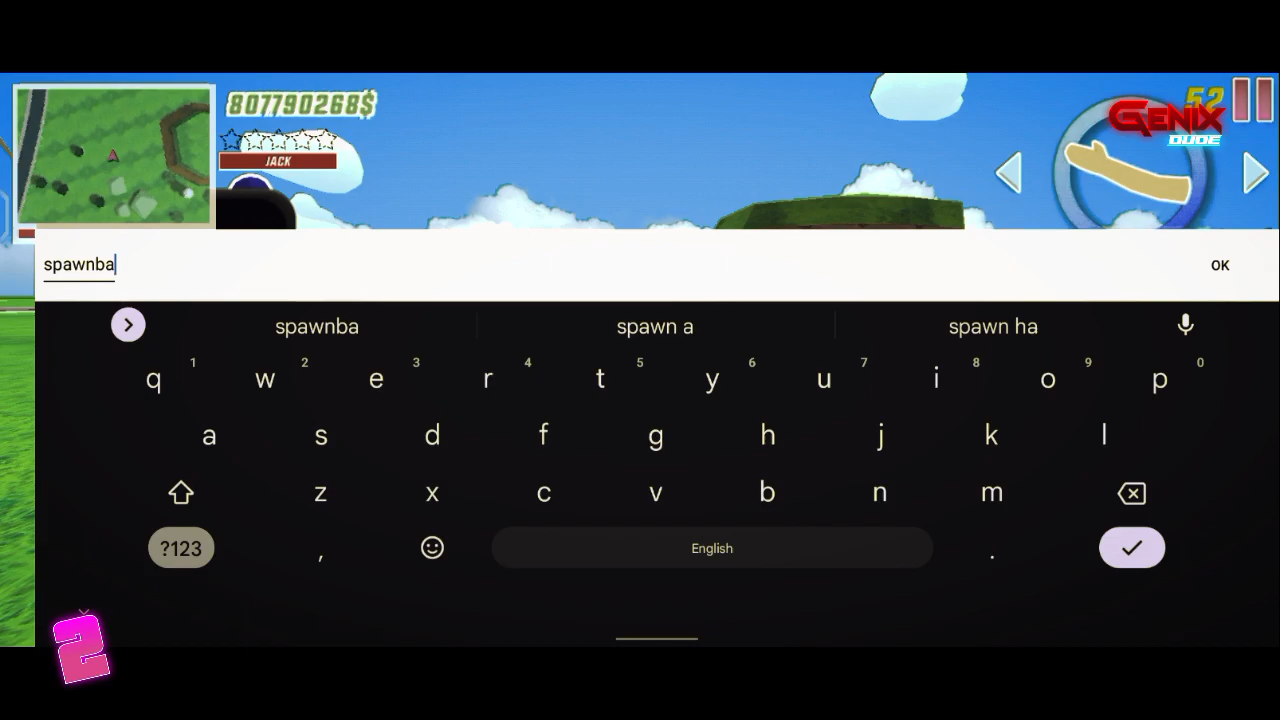 807790268$
52
GENIX
DUDE
JACK
spawnba
OK
spawnba spawn a spawn ha
1 2 3 4 5 6 7 8 9 0
q w e r t y u i o p
a s d f g h j k l
z x c v b n m
?123 , English .
2